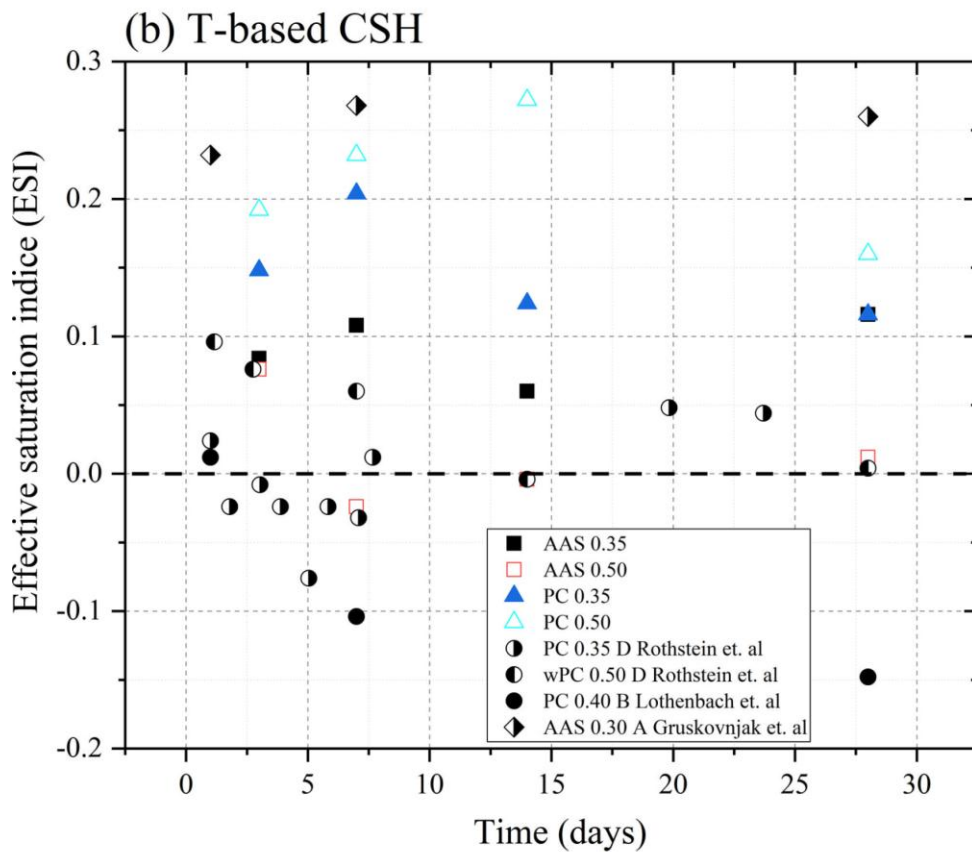 (b) T-based CSH
Effective saturation indice (ESI)
0.3
0.2
0.1
0.0
-0.1
-0.2
AAS 0.35
AAS 0.50
PC 0.35
PC 0.50
PC 0.35 D Rothstein et. al
wPC 0.50 D Rothstein et. al
PC 0.40 B Lothenbach et. al
AAS 0.30 A Gruskovnjak et. al
0 5 10 15 20 25 30
Time (days)